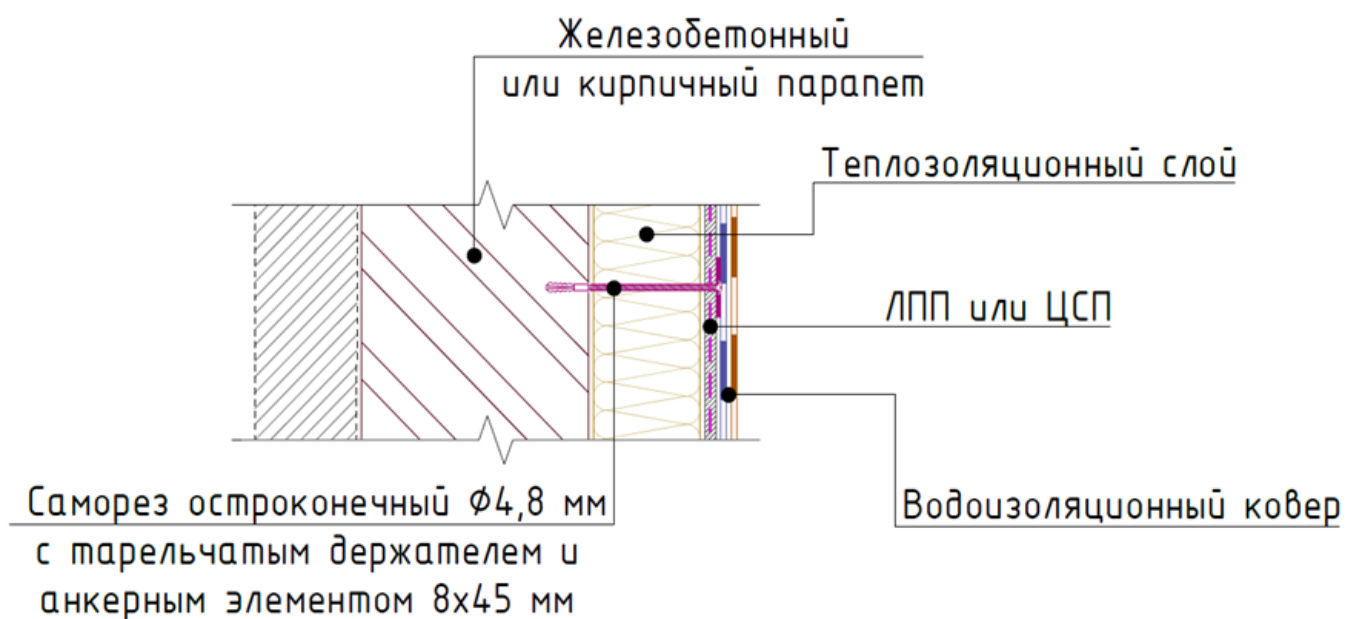 Железобетонный
или кирпичный парапет
Теплозоляционный слой
ЛПП или ЦСП
Саморез остроконечный Ф4,8 мм
с тарельчатым держателем и
анкерным элементом 8х45 мм
Водоизоляционный ковер